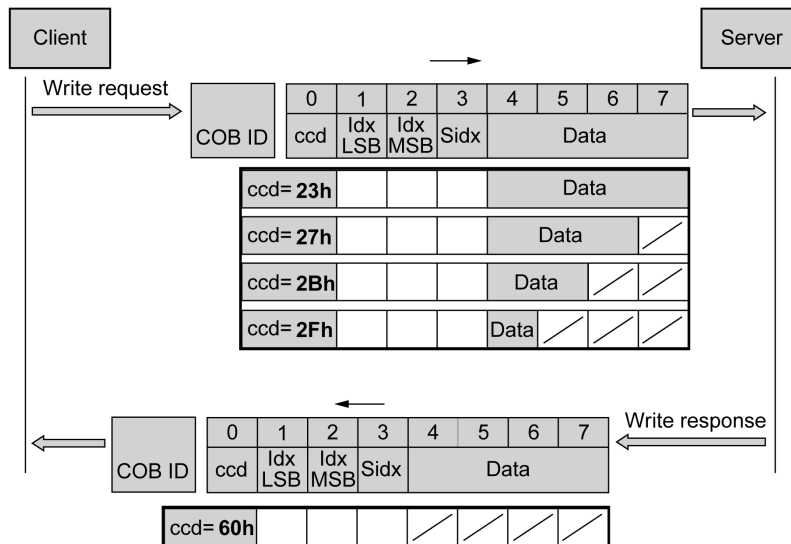 Client
Server
Write request
COB ID
0 1 2 3 4 5 6 7
ccd Idx LSB Idx MSB Sidx Data
ccd= 23h Data
ccd= 27h Data
ccd= 2Bh Data
ccd= 2Fh Data
Write response
COB ID
0 1 2 3 4 5 6 7
ccd Idx LSB Idx MSB Sidx Data
ccd= 60h